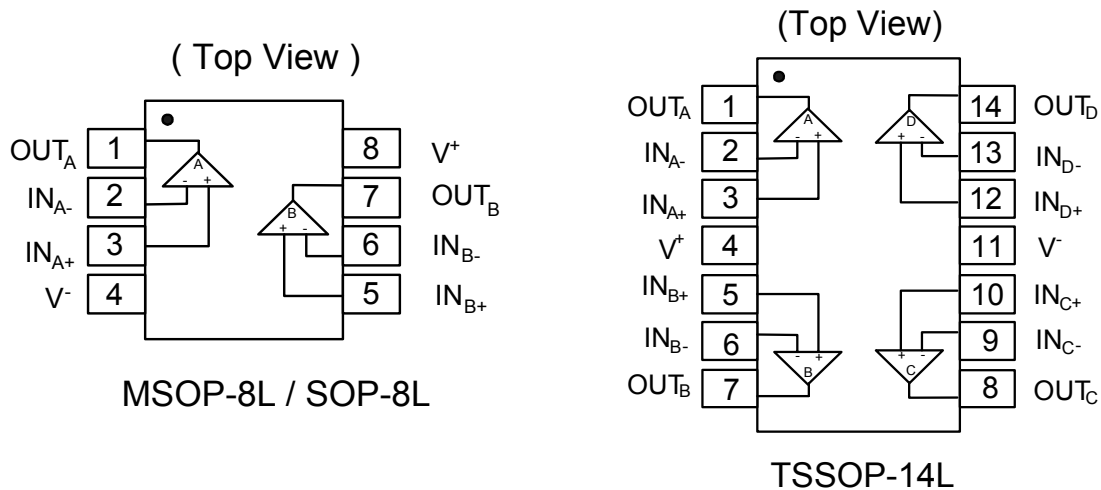 ( Top View )
OUTA 1 8 V+
INA- 2 7 OUTB
INA+ 3 6 INB-
V- 4 5 INB+
A
- +
B
+ -
MSOP-8L / SOP-8L
(Top View)
OUTA 1 14 OUTD
INA- 2 13 IND-
INA+ 3 12 IND+
V+ 4 11 V-
INB+ 5 10 INC+
INB- 6 9 INC-
OUTB 7 8 OUTC
A
- +
D
+ -
- +
B
+ -
C
TSSOP-14L